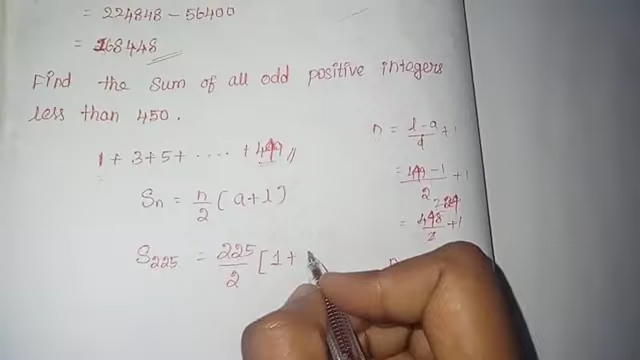 = 224848 - 56400
= 168448
Find the sum of all odd positive integers
less than 450.
1 + 3 + 5 + .... + 449 //
Sn = n/2 (a+l)
S225 = 225/2 [1 +
n = l-a/d + 1
= 449-1/2 + 1
224
= 448/2 + 1
n